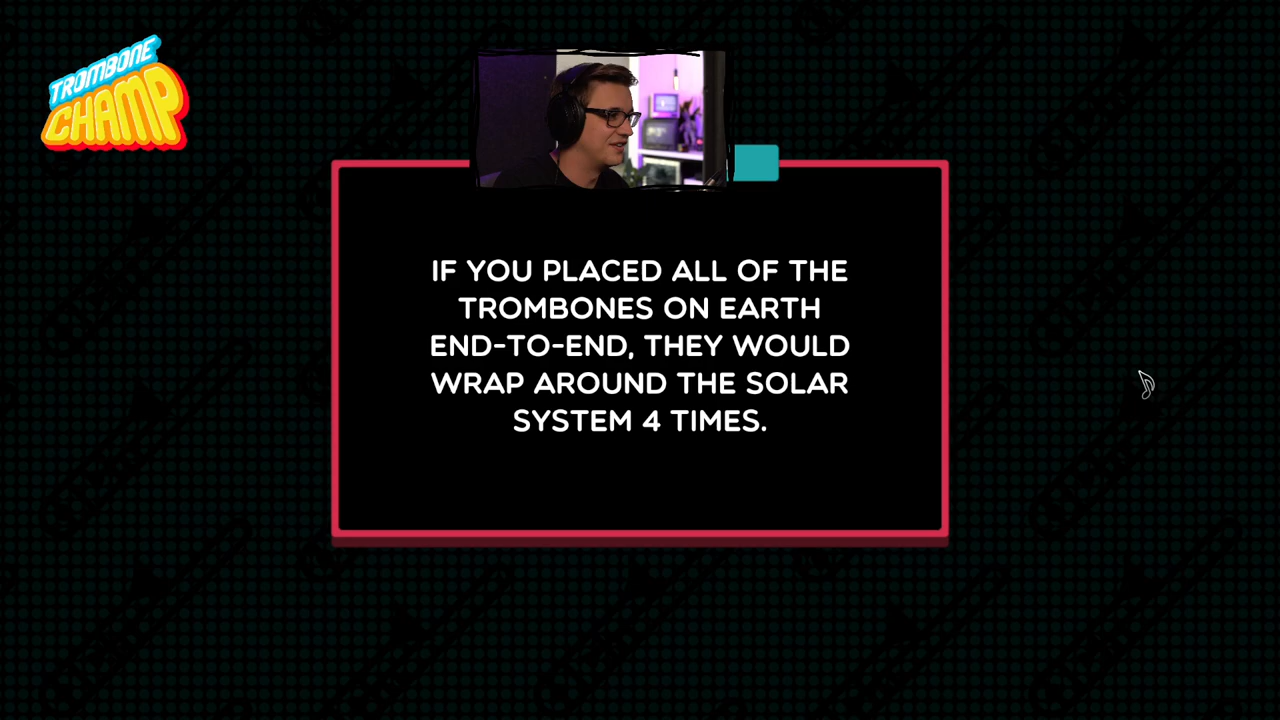 TROMBONE
CHAMP
IF YOU PLACED ALL OF THE
TROMBONES ON EARTH
END-TO-END, THEY WOULD
WRAP AROUND THE SOLAR
SYSTEM 4 TIMES.